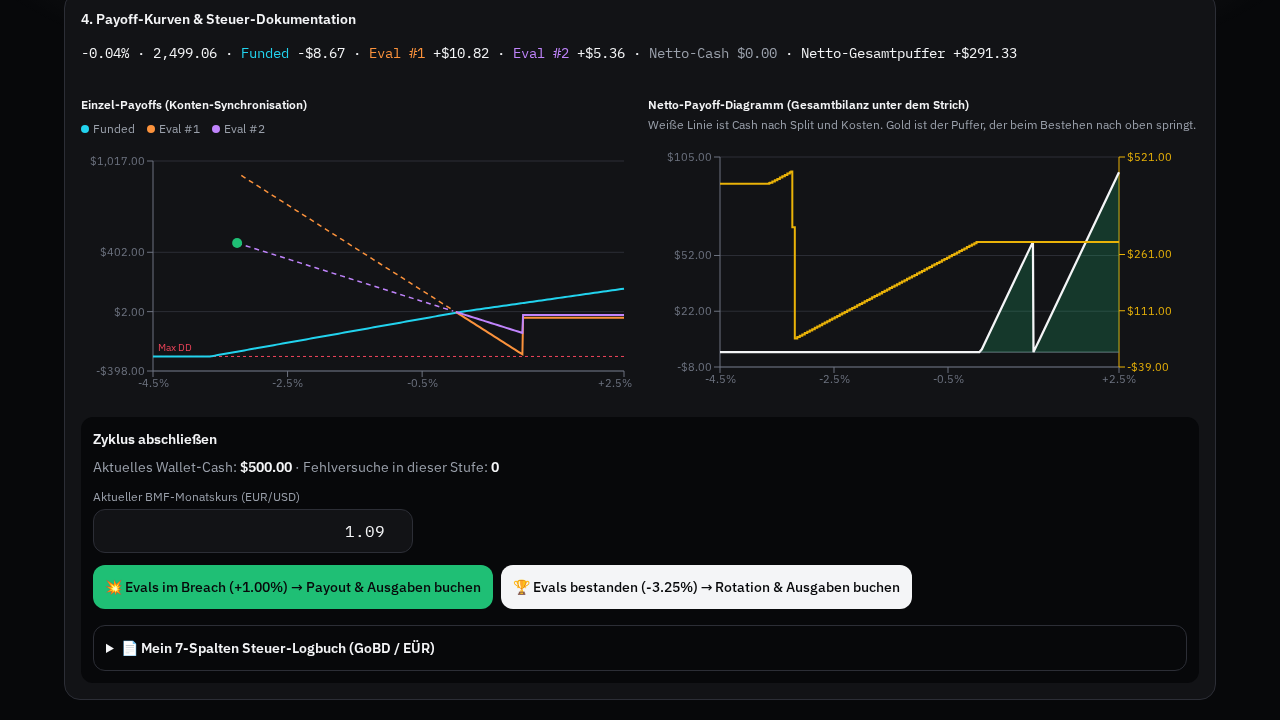 4. Payoff-Kurven & Steuer-Dokumentation
-0.04% · 2,499.06 · Funded -$8.67 · Eval #1 +$10.82 · Eval #2 +$5.36 · Netto-Cash $0.00 · Netto-Gesamtpuffer +$291.33
Einzel-Payoffs (Konten-Synchronisation)
Funded Eval #1 Eval #2
$1,017.00
$402.00
$2.00
Max DD
-$398.00
-4.5% -2.5% -0.5% +2.5%
Netto-Payoff-Diagramm (Gesamtbilanz unter dem Strich)
Weiße Linie ist Cash nach Split und Kosten. Gold ist der Puffer, der beim Bestehen nach oben springt.
$105.00 $521.00
$52.00 $261.00
$22.00 $111.00
-$8.00 -$39.00
-4.5% -2.5% -0.5% +2.5%
Zyklus abschließen
Aktuelles Wallet-Cash: $500.00 · Fehlversuche in dieser Stufe: 0
Aktueller BMF-Monatskurs (EUR/USD)
1.09
💥 Evals im Breach (+1.00%) → Payout & Ausgaben buchen
🏆 Evals bestanden (-3.25%) → Rotation & Ausgaben buchen
▶ 📄 Mein 7-Spalten Steuer-Logbuch (GoBD / EÜR)